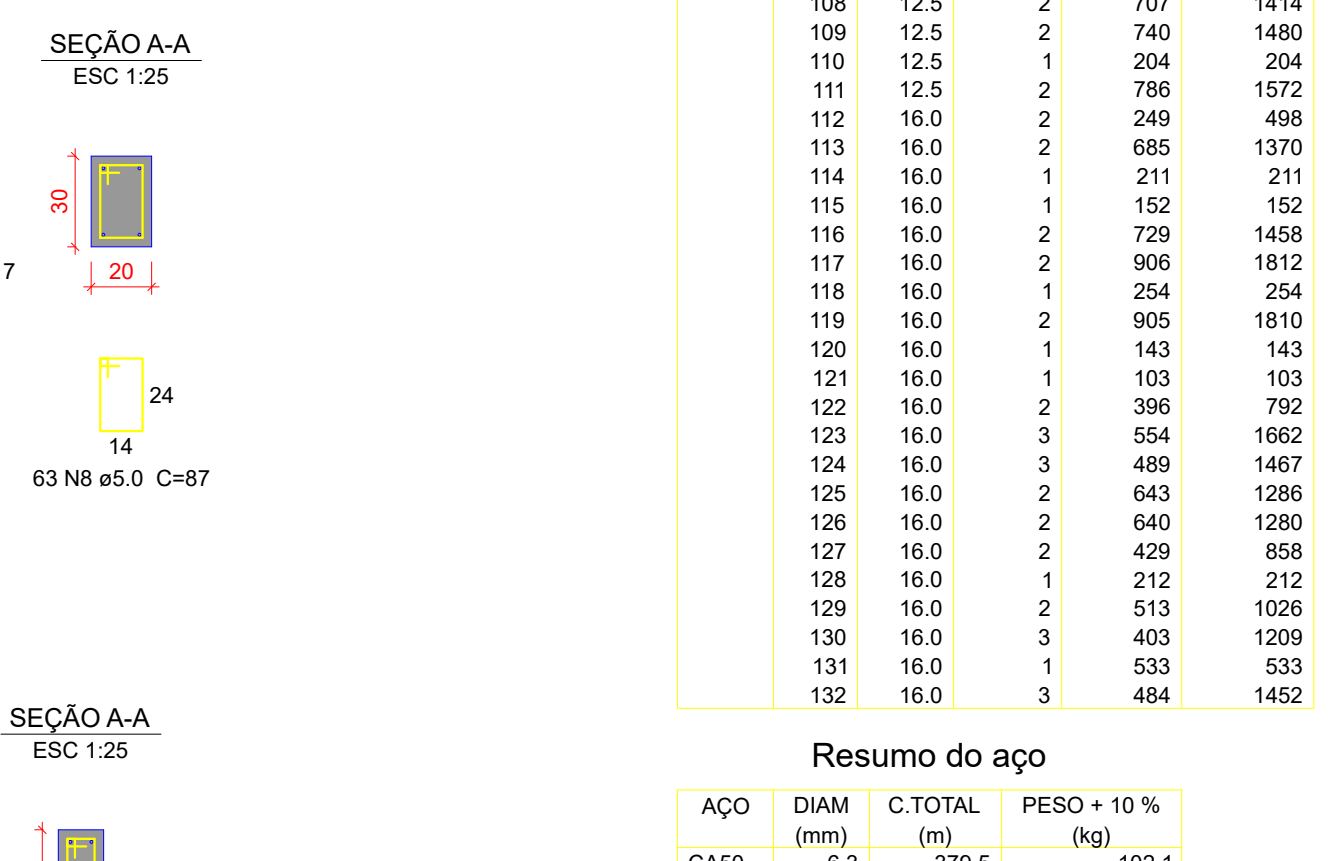 SEÇÃO A-A
ESC 1:25
30
20
7
24
14
63 N8 ø5.0 C=87
SEÇÃO A-A
ESC 1:25
108 12.5 2 707 1414
109 12.5 2 740 1480
110 12.5 1 204 204
111 12.5 2 786 1572
112 16.0 2 249 498
113 16.0 2 685 1370
114 16.0 1 211 211
115 16.0 1 152 152
116 16.0 2 729 1458
117 16.0 2 906 1812
118 16.0 1 254 254
119 16.0 2 905 1810
120 16.0 1 143 143
121 16.0 1 103 103
122 16.0 2 396 792
123 16.0 3 554 1662
124 16.0 3 489 1467
125 16.0 2 643 1286
126 16.0 2 640 1280
127 16.0 2 429 858
128 16.0 1 212 212
129 16.0 2 513 1026
130 16.0 3 403 1209
131 16.0 1 533 533
132 16.0 3 484 1452
Resumo do aço
AÇO DIAM C.TOTAL PESO + 10 %
(mm) (m) (kg)
CA50 6.3 379.5 102.1